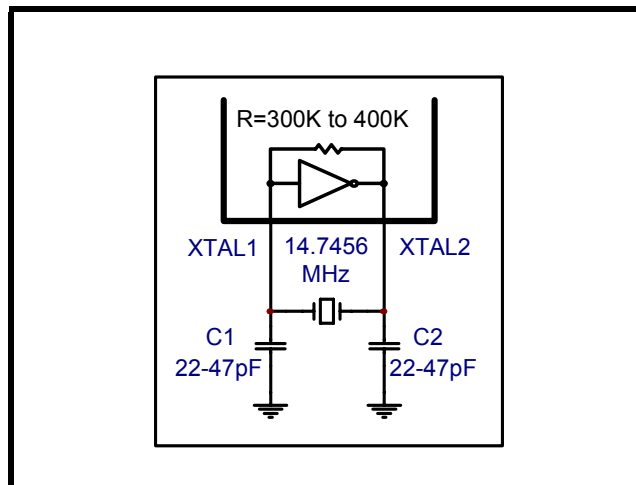 R=300K to 400K
XTAL1
14.7456
MHz
XTAL2
C1
22-47pF
C2
22-47pF